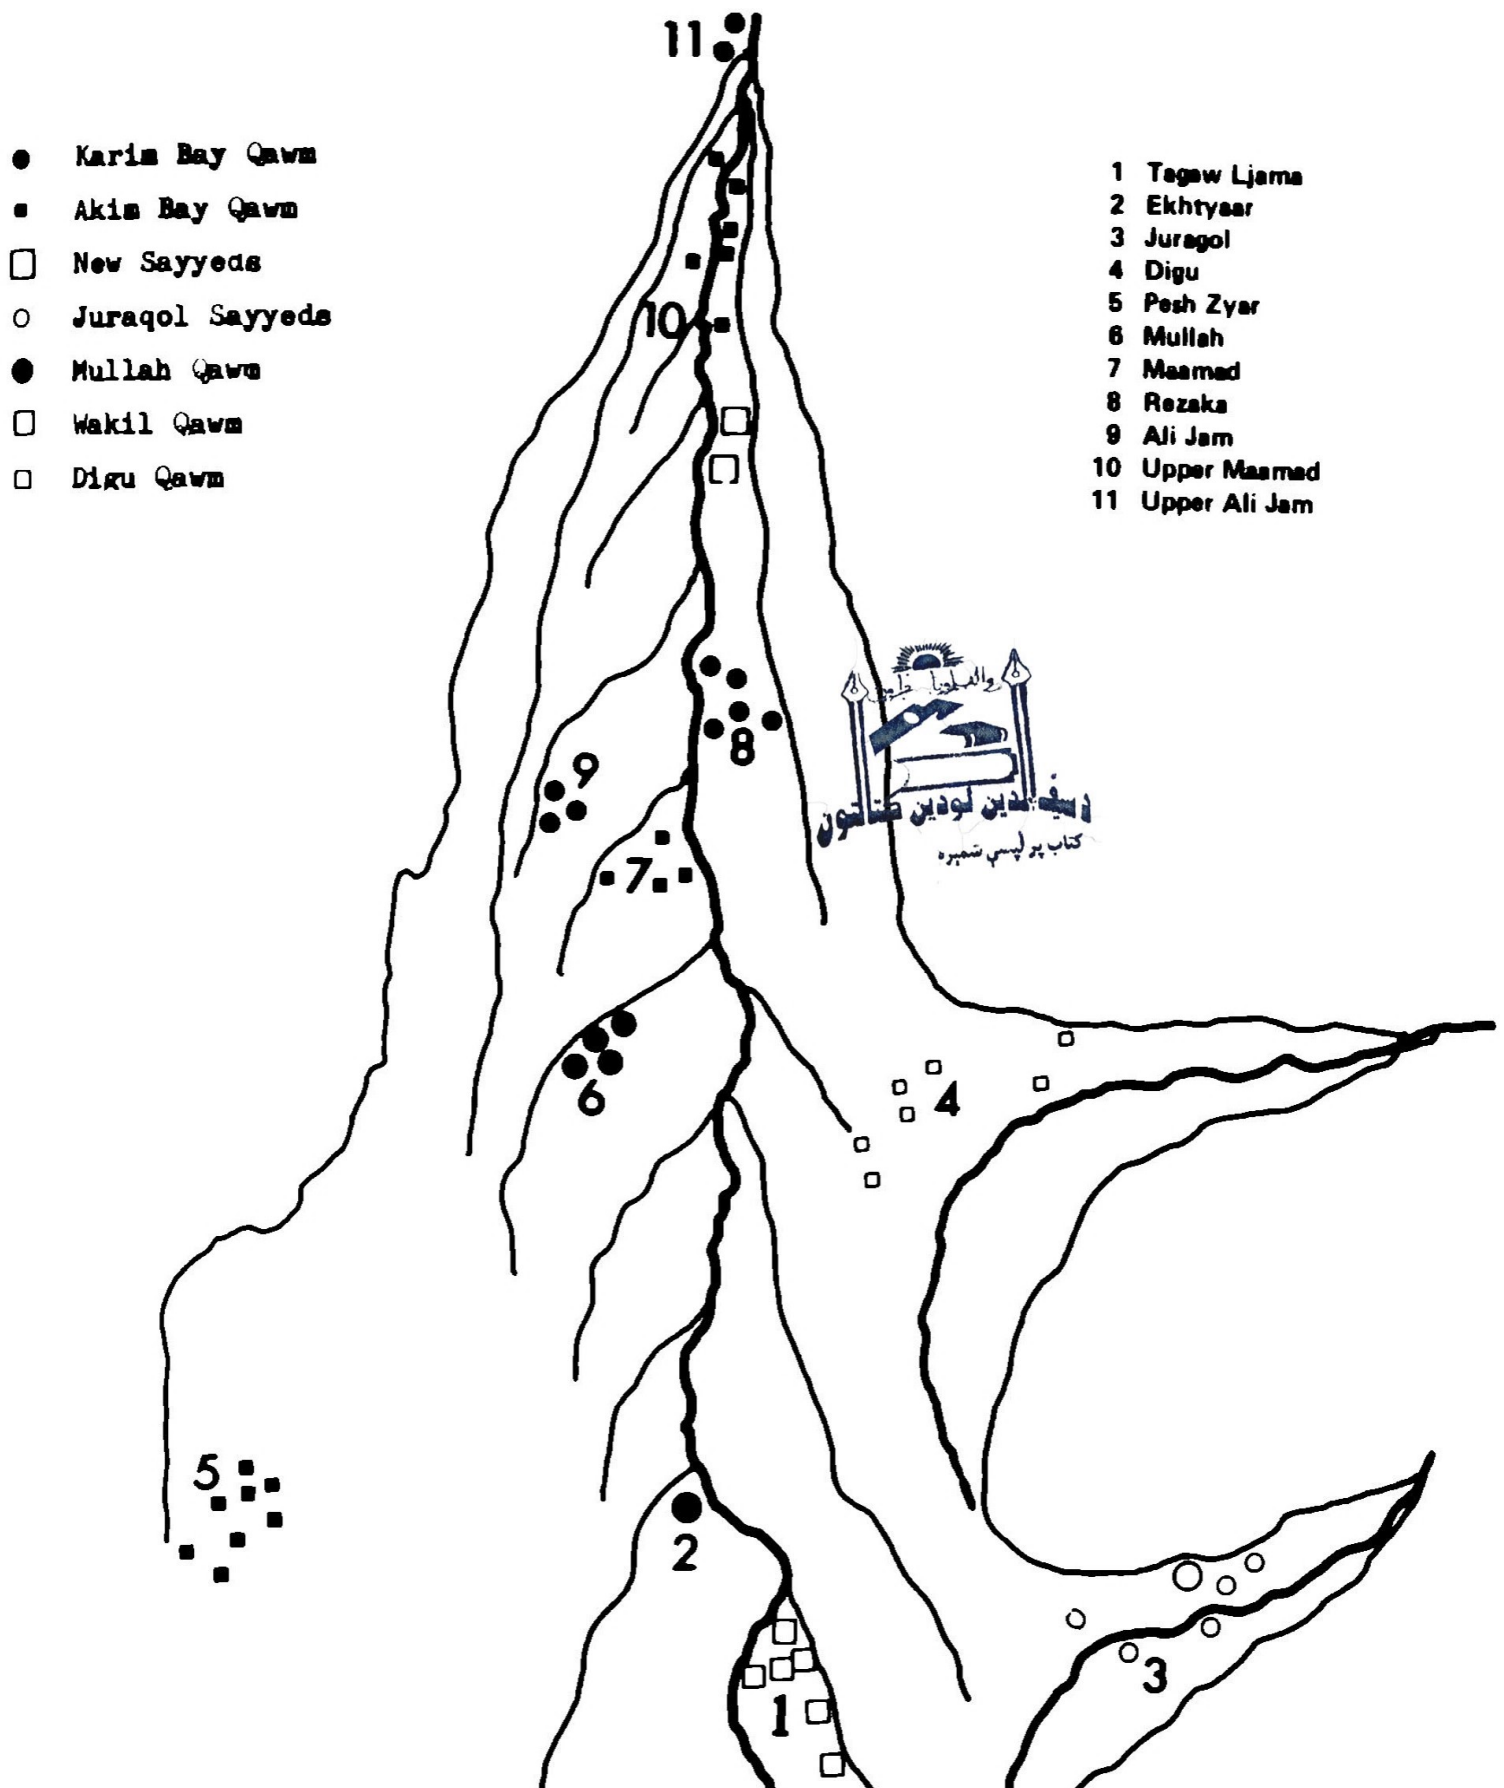 11
Karim Bay Qawm
Akim Bay Qawm
New Sayyeds
Juraqol Sayyeds
Mullah Qawm
Wakil Qawm
Digu Qawm
1 Tagaw Ljama
2 Ekhtyaar
3 Juragol
4 Digu
5 Pesh Zyar
6 Mullah
7 Maamad
8 Rezaka
9 Ali Jam
10 Upper Maamad
11 Upper Ali Jam
10
8
9
7
6
4
5
2
1
3
د لودین
کتاب پر لپسې شمېره